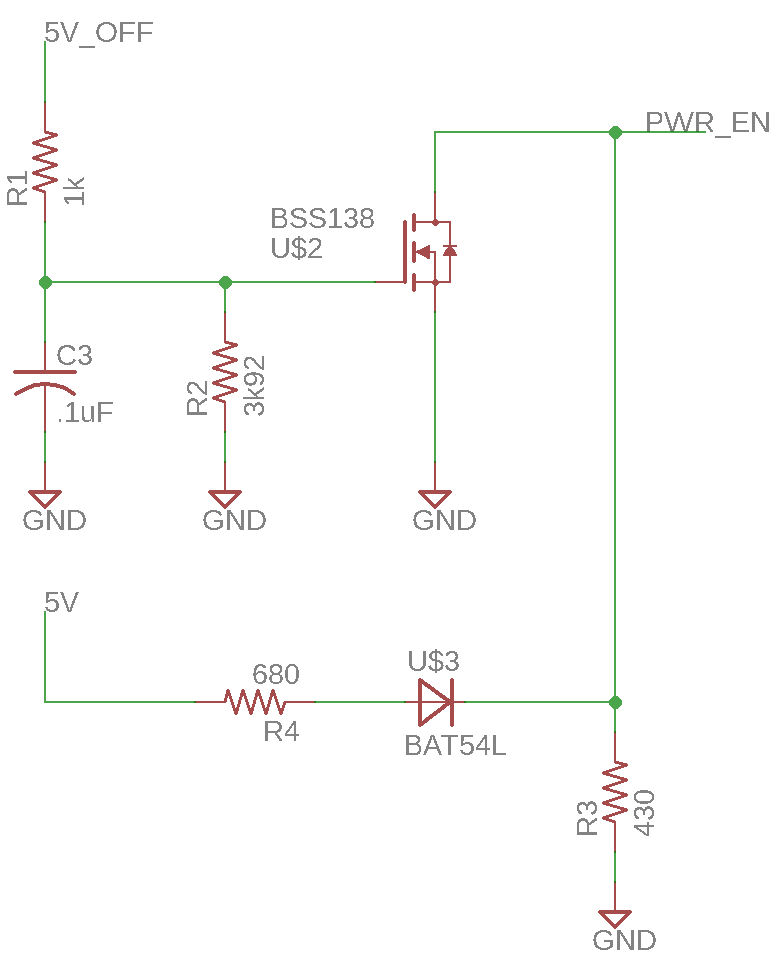 5V_OFF
PWR_EN
R1
1k
BSS138
U$2
C3
.1uF
R2
3k92
GND
GND
GND
5V
680
R4
U$3
BAT54L
R3
430
GND